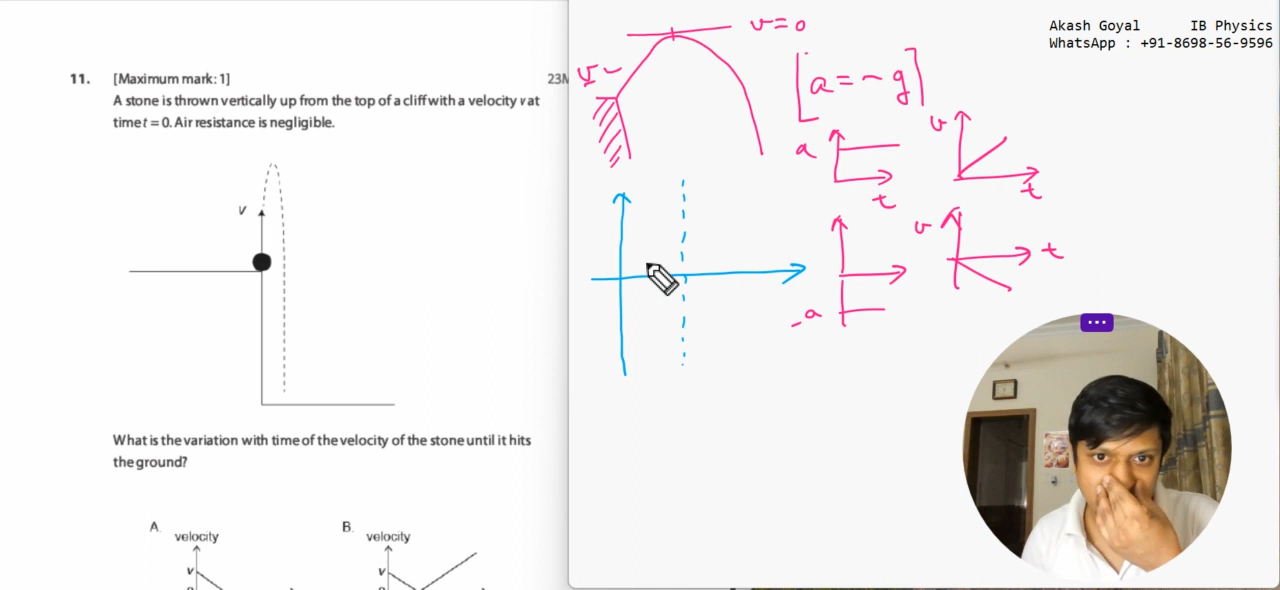 Akash Goyal IB Physics
WhatsApp : +91-8698-56-9596
11. [Maximum mark: 1]
23M
A stone is thrown vertically up from the top of a cliff with a velocity v at
time t = 0. Air resistance is negligible.
v
What is the variation with time of the velocity of the stone until it hits
the ground?
A.
velocity
v
B.
velocity
v
v=0
v
[a=-g]
a
t
v
t
-a
v
t